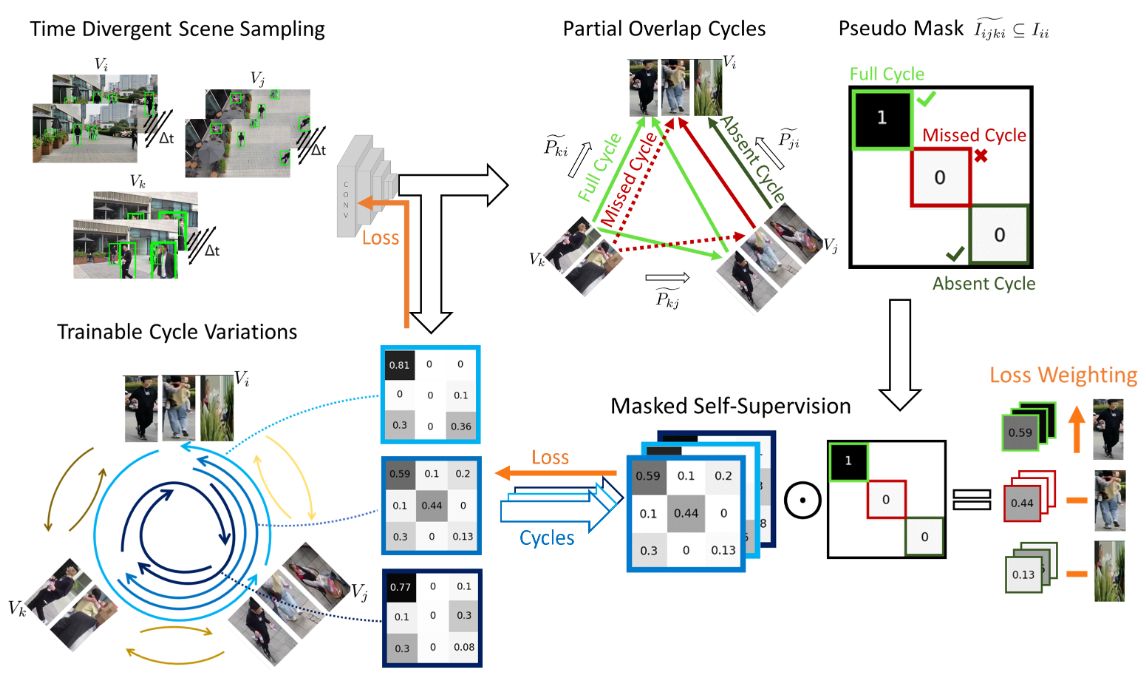 Time Divergent Scene Sampling
Partial Overlap Cycles
Pseudo Mask $\widetilde{I_{ijki}} \subseteq I_{ii}$
$V_i$
$V_j$
Δt
Δt
$V_k$
Δt
CONV
Loss
$V_i$
$\widetilde{P_{ki}}$
$\widetilde{P_{ji}}$
Full Cycle
Missed Cycle
Absent Cycle
$V_k$
$V_j$
$\widetilde{P_{kj}}$
Full Cycle
1
Missed Cycle
0
0
Absent Cycle
Trainable Cycle Variations
$V_i$
$V_k$
$V_j$
0.81 0 0
0 0 0.1
0.3 0 0.36
0.59 0.1 0.2
0.1 0.44 0
0.3 0 0.13
0.77 0 0.1
0.1 0 0.3
0.3 0 0.08
Loss
Cycles
Masked Self-Supervision
0.59 0.1 0.2
0.1 0.44 0
0.3 0 0.13
1
0
0
Loss Weighting
0.59
0.44
0.13